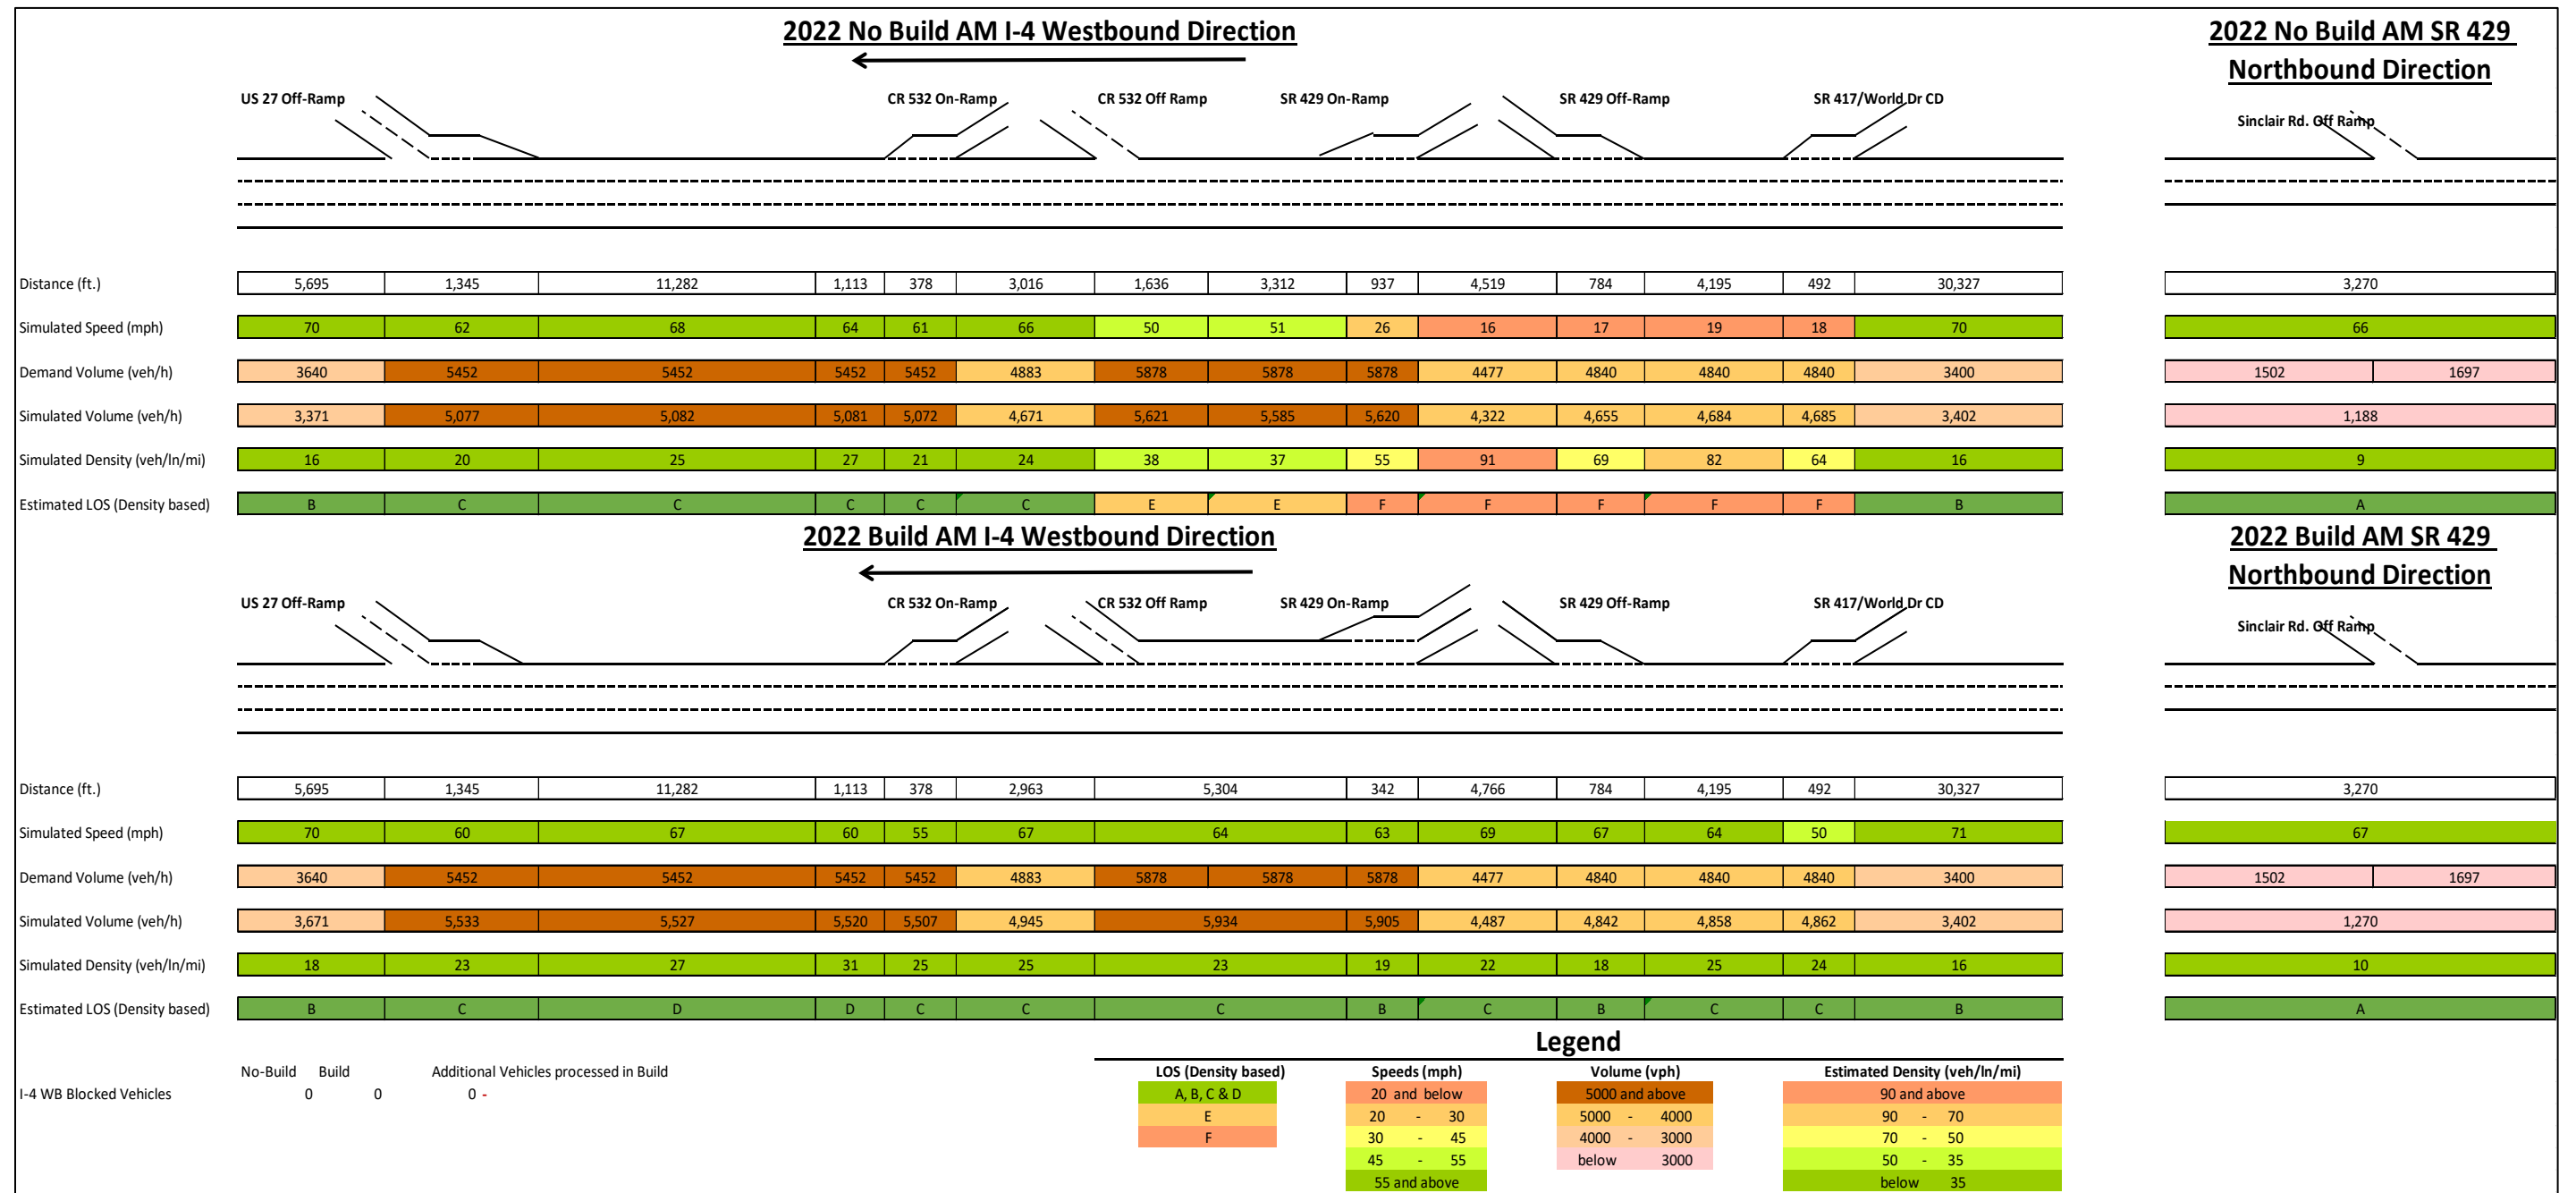 2022 No Build AM I-4 Westbound Direction
2022 No Build AM SR 429
Northbound Direction
US 27 Off-Ramp CR 532 On-Ramp CR 532 Off Ramp SR 429 On-Ramp SR 429 Off-Ramp SR 417/World Dr CD
Sinclair Rd. Off Ramp
Distance (ft.) 5,695 1,345 11,282 1,113 378 3,016 1,636 3,312 937 4,519 784 4,195 492 30,327 3,270
Simulated Speed (mph) 70 62 68 64 61 66 50 51 26 16 17 19 18 70 66
Demand Volume (veh/h) 3640 5452 5452 5452 5452 4883 5878 5878 5878 4477 4840 4840 4840 3400 1502 1697
Simulated Volume (veh/h) 3,371 5,077 5,082 5,081 5,072 4,671 5,621 5,585 5,620 4,322 4,655 4,684 4,685 3,402 1,188
Simulated Density (veh/ln/mi) 16 20 25 27 21 24 38 37 55 91 69 82 64 16 9
Estimated LOS (Density based) B C C C C C E E F F F F F B A
2022 Build AM I-4 Westbound Direction
2022 Build AM SR 429
Northbound Direction
US 27 Off-Ramp CR 532 On-Ramp CR 532 Off Ramp SR 429 On-Ramp SR 429 Off-Ramp SR 417/World Dr CD
Sinclair Rd. Off Ramp
Distance (ft.) 5,695 1,345 11,282 1,113 378 2,963 5,304 342 4,766 784 4,195 492 30,327 3,270
Simulated Speed (mph) 70 60 67 60 55 67 64 63 69 67 64 50 71 67
Demand Volume (veh/h) 3640 5452 5452 5452 5452 4883 5878 5878 5878 4477 4840 4840 4840 3400 1502 1697
Simulated Volume (veh/h) 3,671 5,533 5,527 5,520 5,507 4,945 5,934 5,905 4,487 4,842 4,858 4,862 3,402 1,270
Simulated Density (veh/ln/mi) 18 23 27 31 25 25 23 19 22 18 25 24 16 10
Estimated LOS (Density based) B C D D C C C B C B C C B A
Legend
No-Build Build Additional Vehicles processed in Build LOS (Density based) Speeds (mph) Volume (vph) Estimated Density (veh/ln/mi)
I-4 WB Blocked Vehicles 0 0 0 - A, B, C & D 20 and below 5000 and above 90 and above
E 20 - 30 5000 - 4000 90 - 70
F 30 - 45 4000 - 3000 70 - 50
45 - 55 below 3000 50 - 35
55 and above below 35